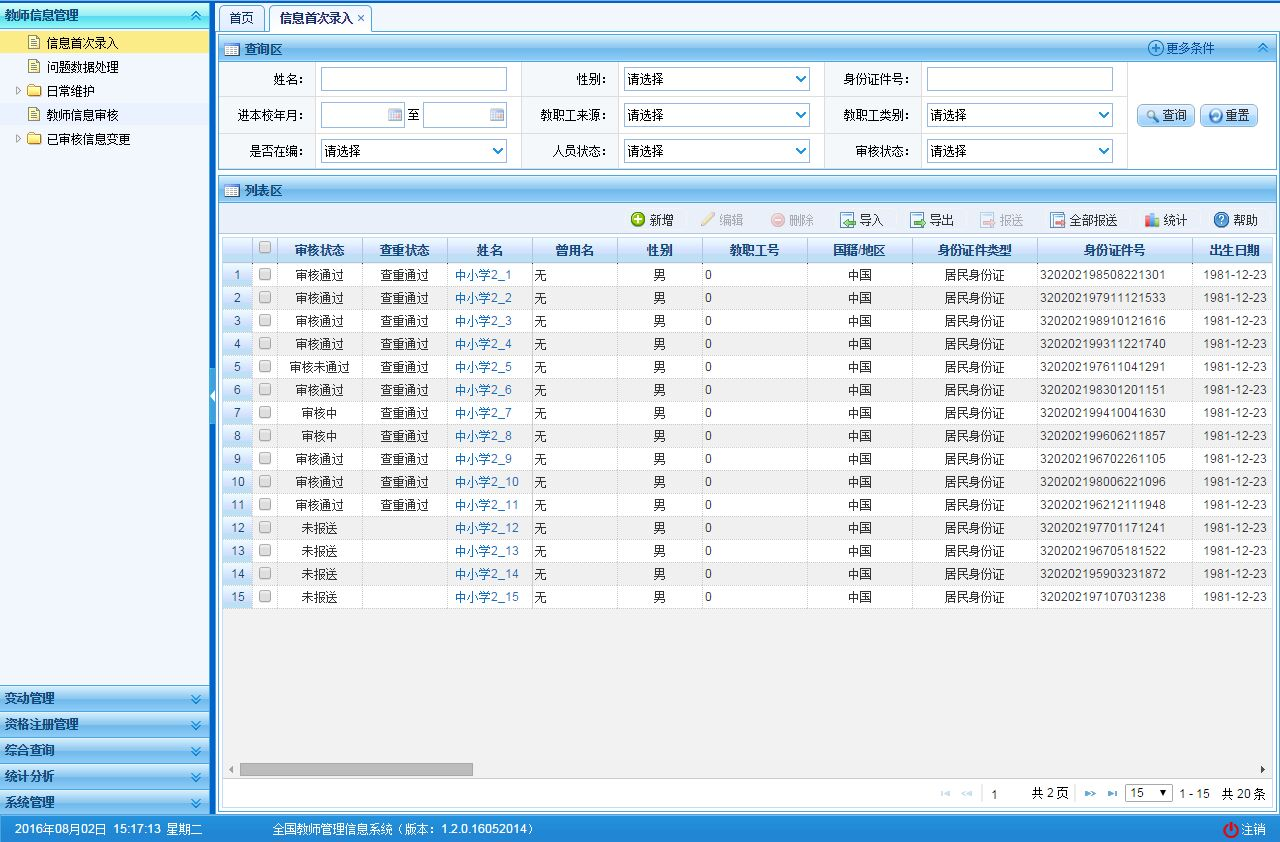 教师信息管理
信息首次录入
问题数据处理
日常维护
教师信息审核
已审核信息变更
变动管理
资格注册管理
综合查询
统计分析
系统管理
首页 信息首次录入 ×
查询区 更多条件
姓名： 性别： 请选择 身份证件号：
进本校年月： 至 教职工来源： 请选择 教职工类别： 请选择 查询 重置
是否在编： 请选择 人员状态： 请选择 审核状态： 请选择
列表区
新增 编辑 删除 导入 导出 报送 全部报送 统计 帮助
审核状态 查重状态 姓名 曾用名 性别 教职工号 国籍/地区 身份证件类型 身份证件号 出生日期
1 审核通过 查重通过 中小学2_1 无 男 0 中国 居民身份证 320202198508221301 1981-12-23
2 审核通过 查重通过 中小学2_2 无 男 0 中国 居民身份证 320202197911121533 1981-12-23
3 审核通过 查重通过 中小学2_3 无 男 0 中国 居民身份证 320202198910121616 1981-12-23
4 审核通过 查重通过 中小学2_4 无 男 0 中国 居民身份证 320202199311221740 1981-12-23
5 审核未通过 查重通过 中小学2_5 无 男 0 中国 居民身份证 320202197611041291 1981-12-23
6 审核通过 查重通过 中小学2_6 无 男 0 中国 居民身份证 320202198301201151 1981-12-23
7 审核中 查重通过 中小学2_7 无 男 0 中国 居民身份证 320202199410041630 1981-12-23
8 审核中 查重通过 中小学2_8 无 男 0 中国 居民身份证 320202199606211857 1981-12-23
9 审核通过 查重通过 中小学2_9 无 男 0 中国 居民身份证 320202196702261105 1981-12-23
10 审核通过 查重通过 中小学2_10 无 男 0 中国 居民身份证 320202198006221096 1981-12-23
11 审核通过 查重通过 中小学2_11 无 男 0 中国 居民身份证 320202196212111948 1981-12-23
12 未报送 中小学2_12 无 男 0 中国 居民身份证 320202197701171241 1981-12-23
13 未报送 中小学2_13 无 男 0 中国 居民身份证 320202196705181522 1981-12-23
14 未报送 中小学2_14 无 男 0 中国 居民身份证 320202195903231872 1981-12-23
15 未报送 中小学2_15 无 男 0 中国 居民身份证 320202197107031238 1981-12-23
1 共 2 页 15 1 - 15 共 20 条
2016年08月02日 15:17:13 星期二 全国教师管理信息系统（版本：1.2.0.16052014） 注销